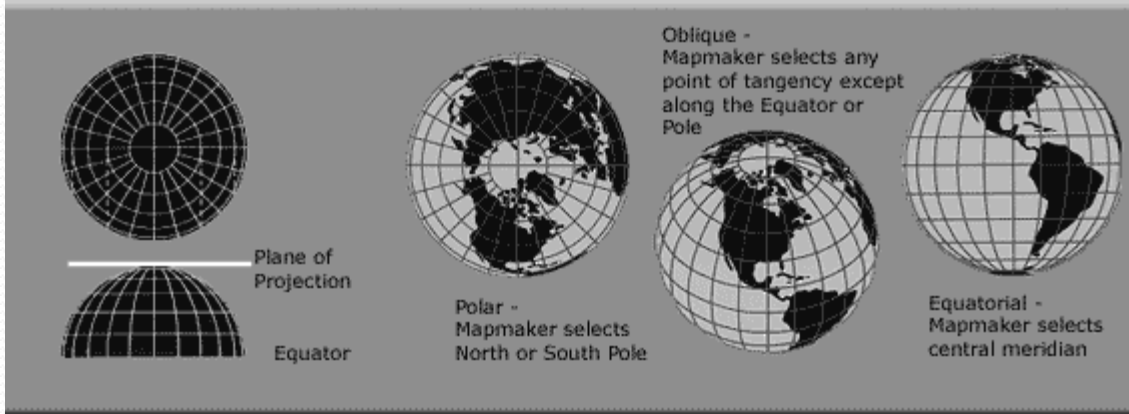 Plane of
Projection
Equator
Polar -
Mapmaker selects
North or South Pole
Oblique -
Mapmaker selects any
point of tangency except
along the Equator or
Pole
Equatorial -
Mapmaker selects
central meridian